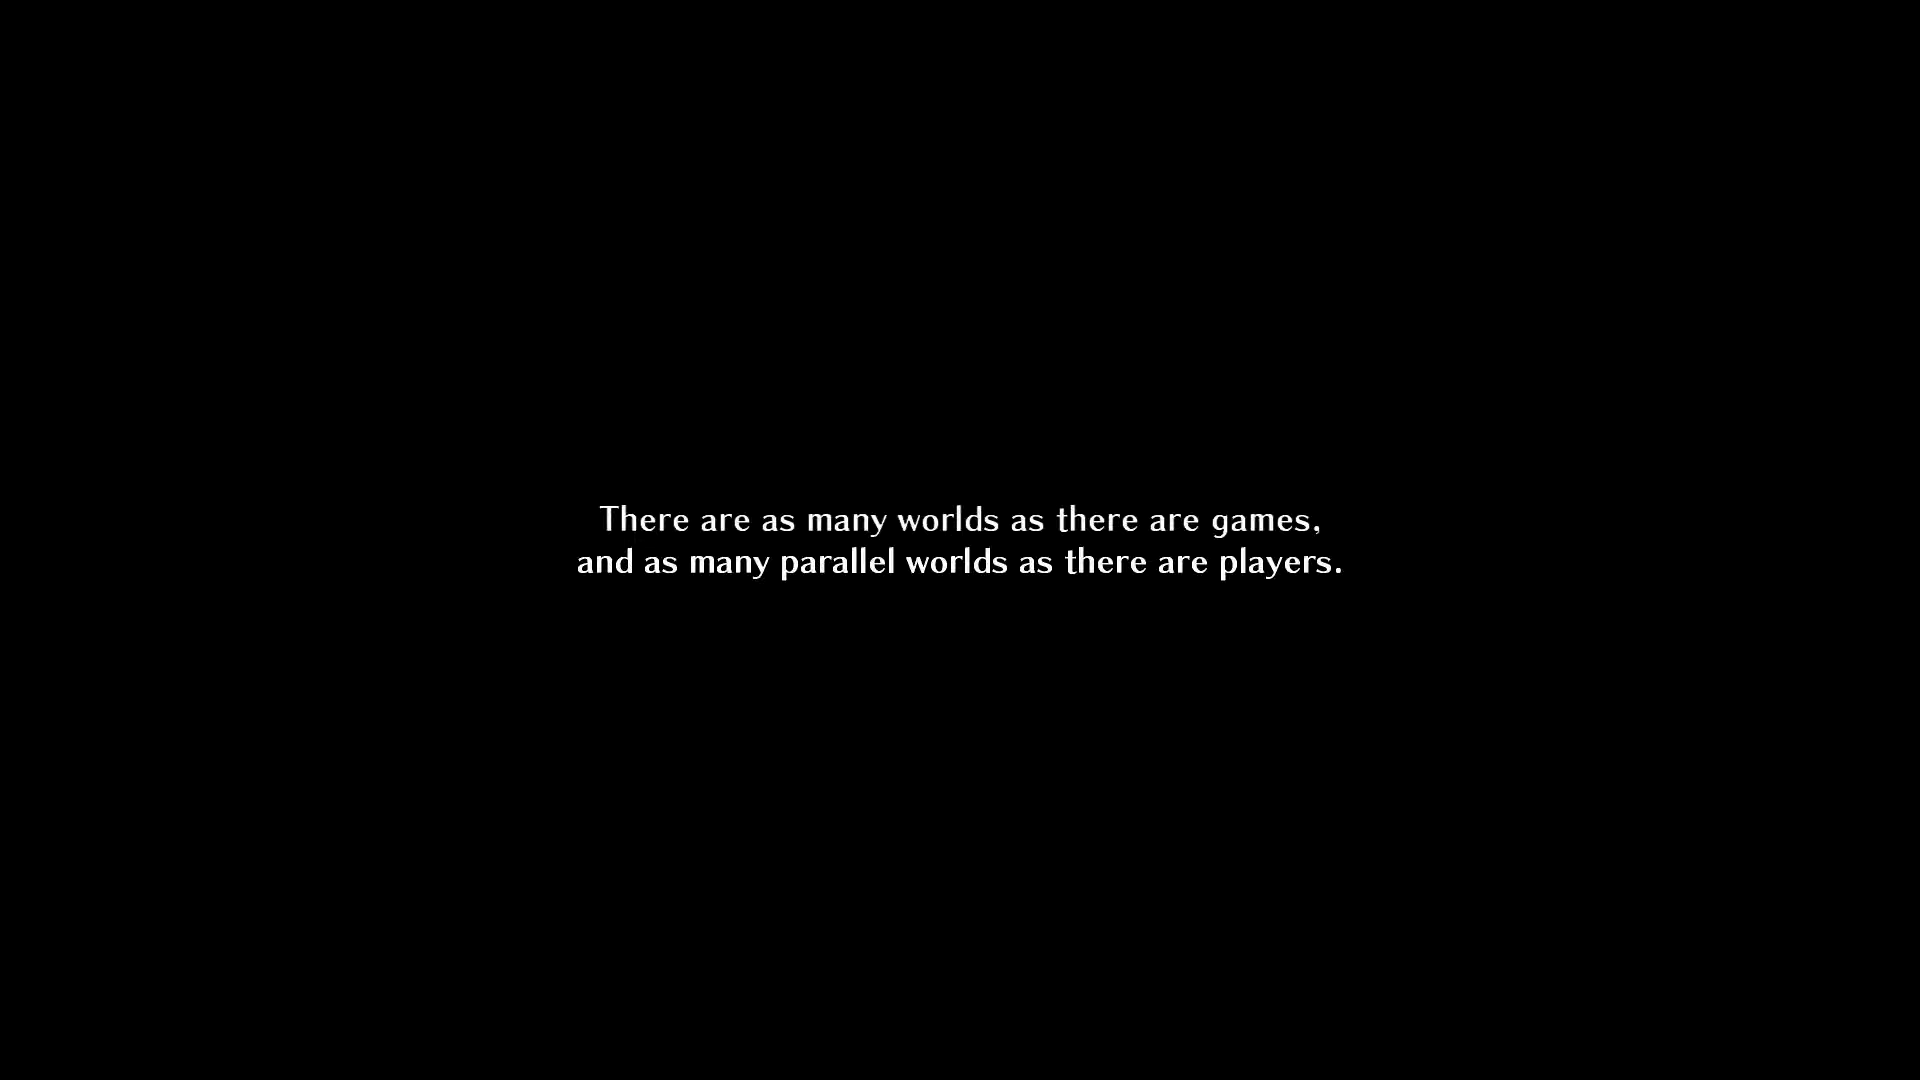 There are as many worlds as there are games,
and as many parallel worlds as there are players.